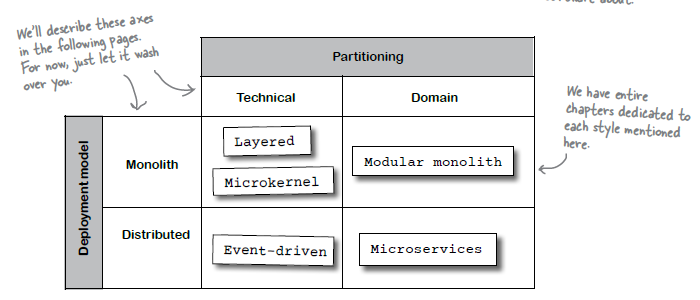 We'll describe these axes
in the following pages.
For now, just let it wash
over you.
Partitioning
Technical
Domain
We have entire
chapters dedicated to
each style mentioned
here.
Deployment model
Monolith
Layered
Microkernel
Modular monolith
Distributed
Event-driven
Microservices